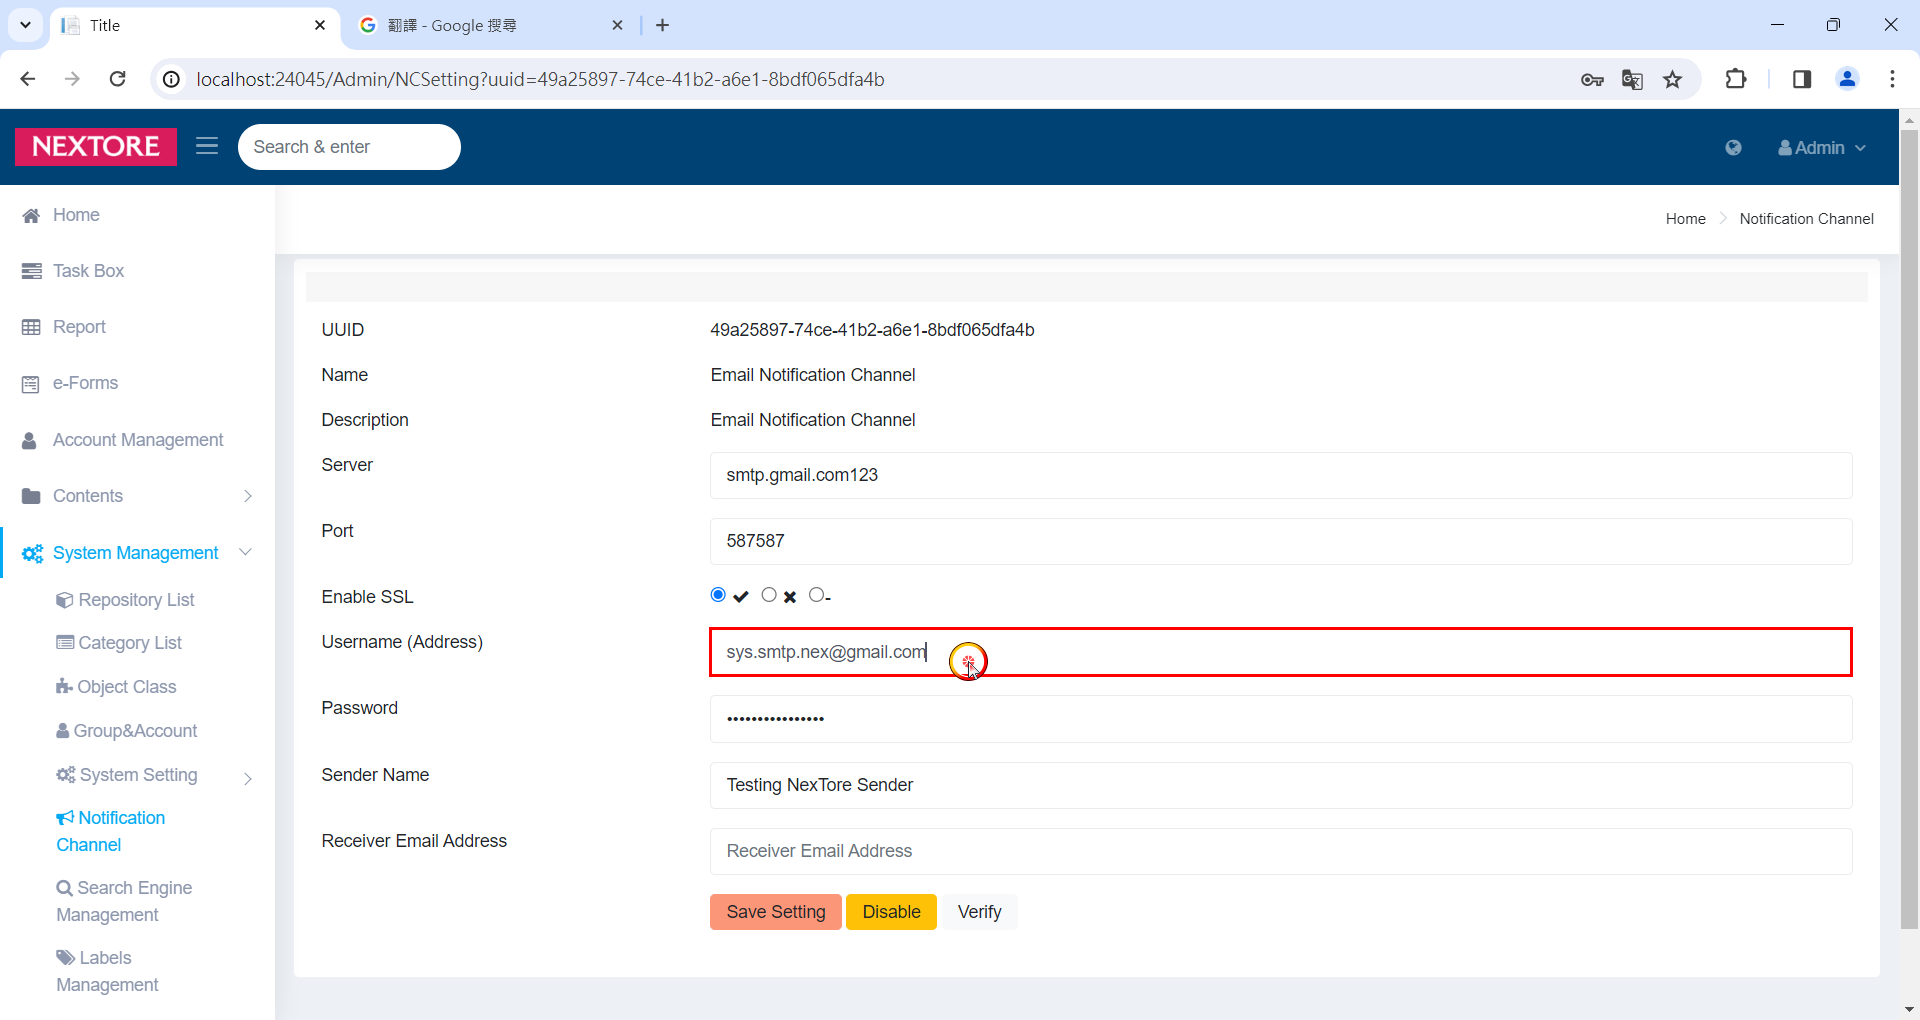 Title
翻譯 - Google 搜尋
localhost:24045/Admin/NCSetting?uuid=49a25897-74ce-41b2-a6e1-8bdf065dfa4b
NEXTORE
Search & enter
Admin
Home
Task Box
Report
e-Forms
Account Management
Contents
System Management
Repository List
Category List
Object Class
Group&Account
System Setting
Notification
Channel
Search Engine
Management
Labels
Management
Home
Notification Channel
UUID
49a25897-74ce-41b2-a6e1-8bdf065dfa4b
Name
Email Notification Channel
Description
Email Notification Channel
Server
smtp.gmail.com123
Port
587587
Enable SSL
-
Username (Address)
sys.smtp.nex@gmail.com
Password
••••••••••••••••
Sender Name
Testing NexTore Sender
Receiver Email Address
Receiver Email Address
Save Setting
Disable
Verify